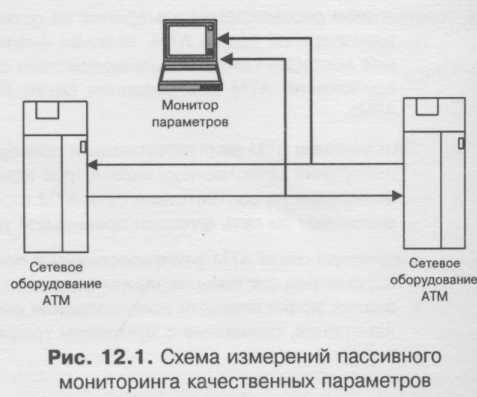 Монитор
параметров
Сетевое
оборудование
АТМ
Сетевое
оборудование
АТМ
Рис. 12.1. Схема измерений пассивного
мониторинга качественных параметров